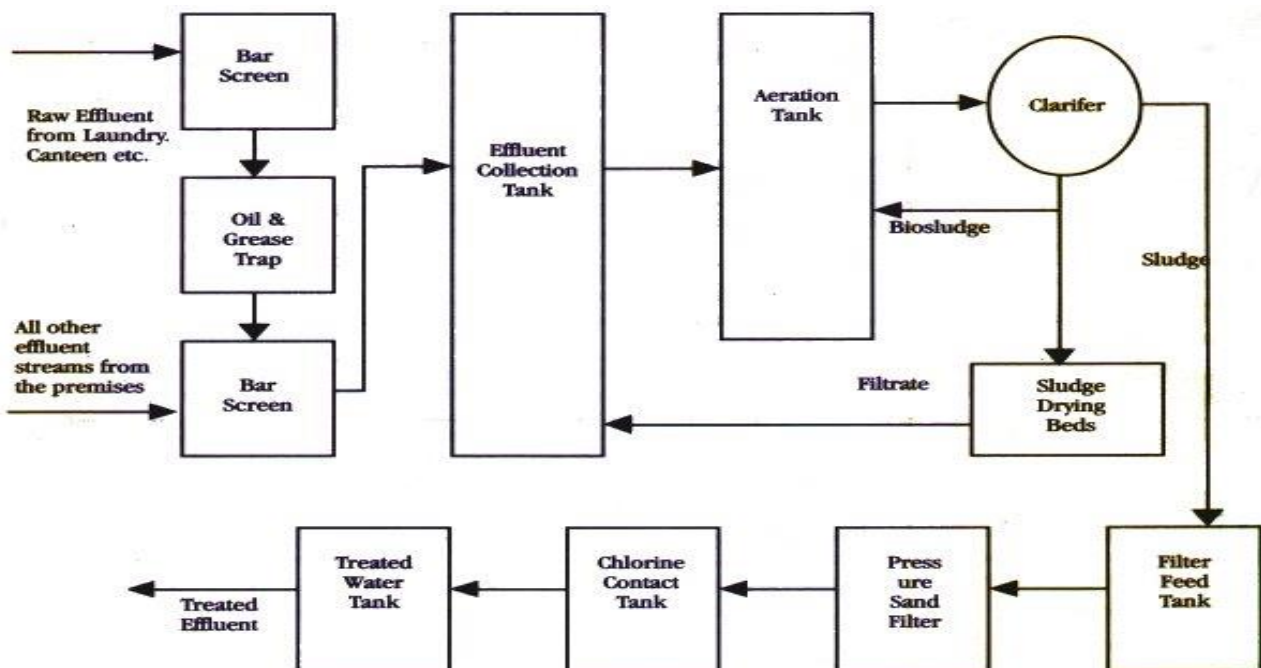 Bar
Screen
Raw Effluent
from Laundry.
Canteen etc.
Oil &
Grease
Trap
All other
effluent
streams from
the premises
Bar
Screen
Effluent
Collection
Tank
Aeration
Tank
Clarifer
Biosludge
Sludge
Filtrate
Sludge
Drying
Beds
Treated
Effluent
Treated
Water
Tank
Chlorine
Contact
Tank
Press
ure
Sand
Filter
Filter
Feed
Tank